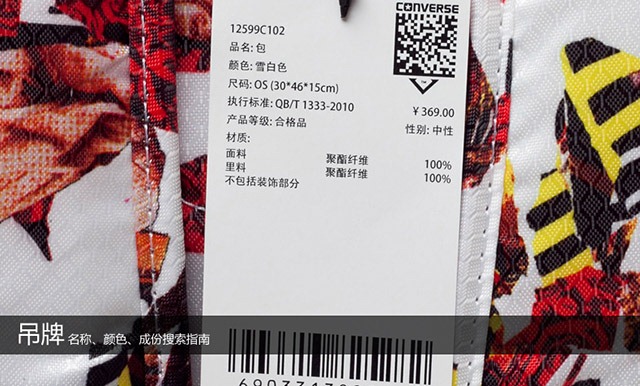 CONVERSE
12599C102
品名: 包
颜色: 雪白色
尺码: OS (30*46*15cm)
执行标准: QB/T 1333-2010
¥ 369.00
产品等级: 合格品
性别: 中性
材质:
面料 聚酯纤维 100%
里料 聚酯纤维 100%
不包括装饰部分
吊牌 名称、颜色、成份搜索指南